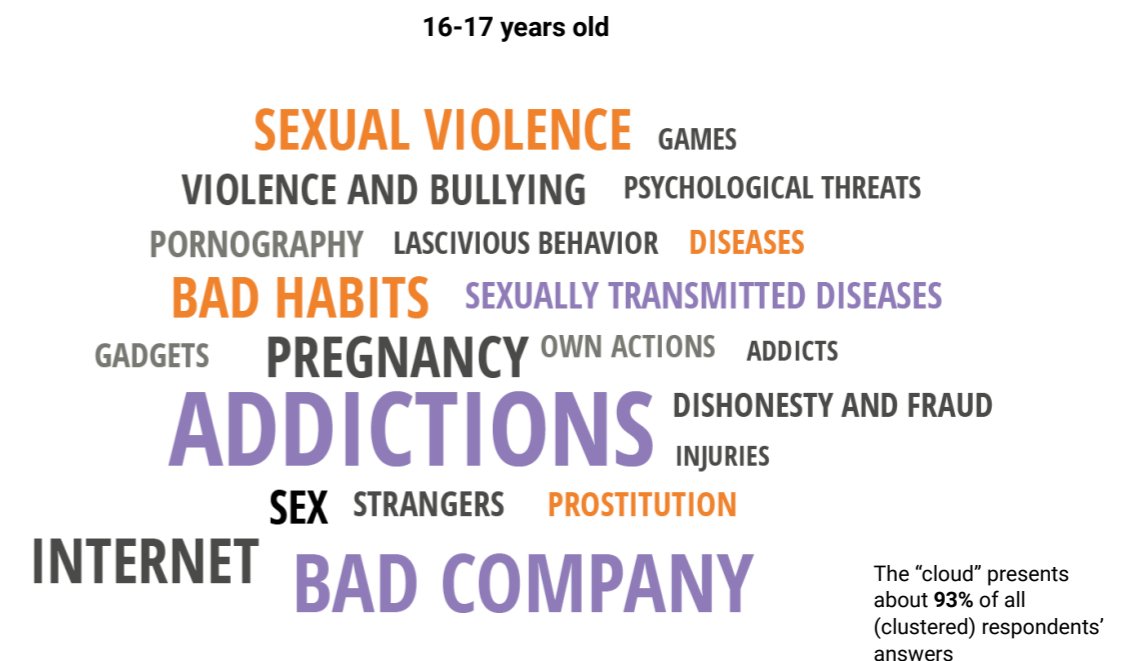 16-17 years old
SEXUAL VIOLENCE GAMES
VIOLENCE AND BULLYING PSYCHOLOGICAL THREATS
PORNOGRAPHY LASCIVIOUS BEHAVIOR DISEASES
BAD HABITS SEXUALLY TRANSMITTED DISEASES
GADGETS PREGNANCY OWN ACTIONS ADDICTS
ADDICTIONS DISHONESTY AND FRAUD
INJURIES
SEX STRANGERS PROSTITUTION
INTERNET BAD COMPANY
The “cloud” presents
about 93% of all
(clustered) respondents’
answers